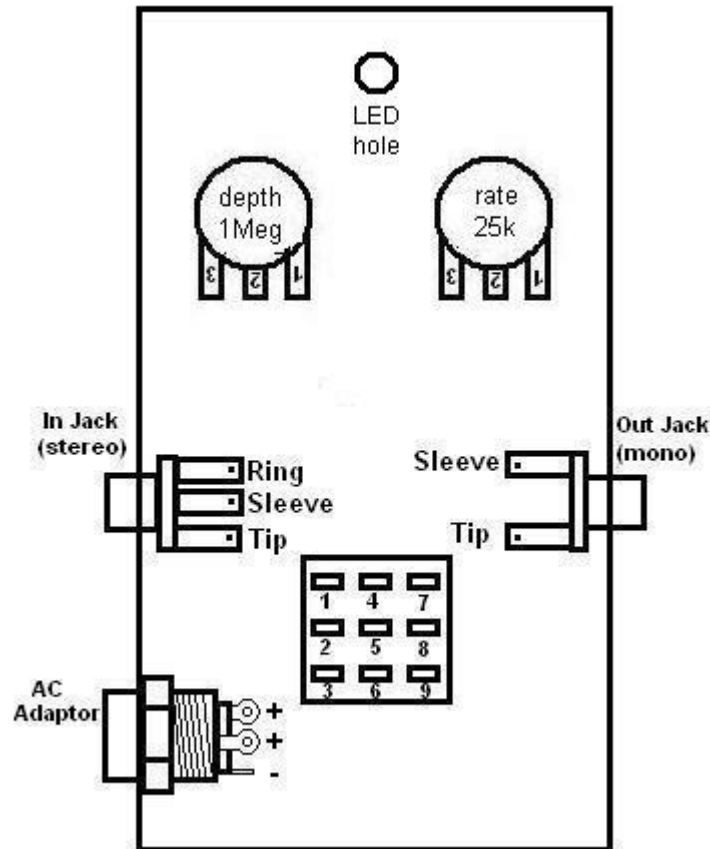 LED
hole
depth
1Meg
3 2 1
rate
25k
3 2 1
In Jack
(stereo)
Ring
Sleeve
Tip
Out Jack
(mono)
Sleeve
Tip
1 4 7
2 5 8
3 6 9
AC
Adaptor
+
+
-